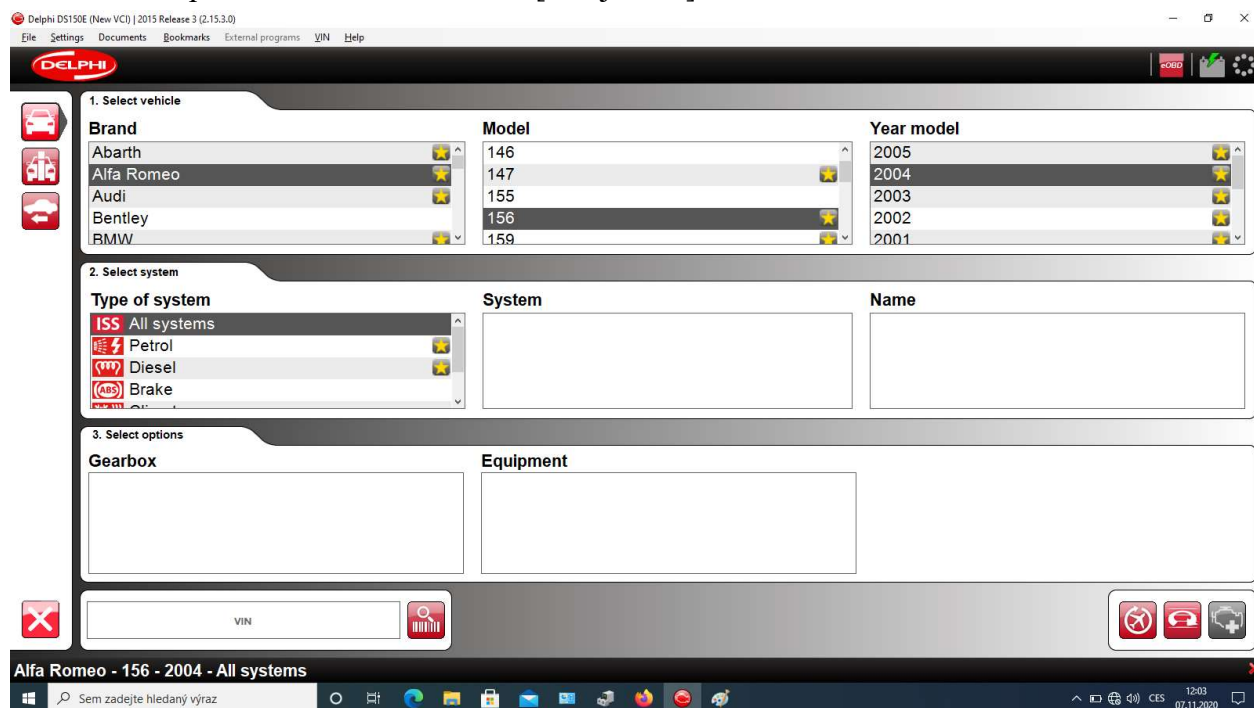 Delphi DS150E (New VCI) | 2015 Release 3 (2.15.3.0)
File Settings Documents Bookmarks External programs VIN Help
DELPHI
eOBD
1. Select vehicle
Brand Model Year model
Abarth 146 2005
Alfa Romeo 147 2004
Audi 155 2003
Bentley 156 2002
BMW 159 2001
2. Select system
Type of system System Name
ISS All systems
Petrol
Diesel
ABS Brake
3. Select options
Gearbox Equipment
VIN
Alfa Romeo - 156 - 2004 - All systems
Sem zadejte hledaný výraz CES 12:03
07.11.2020